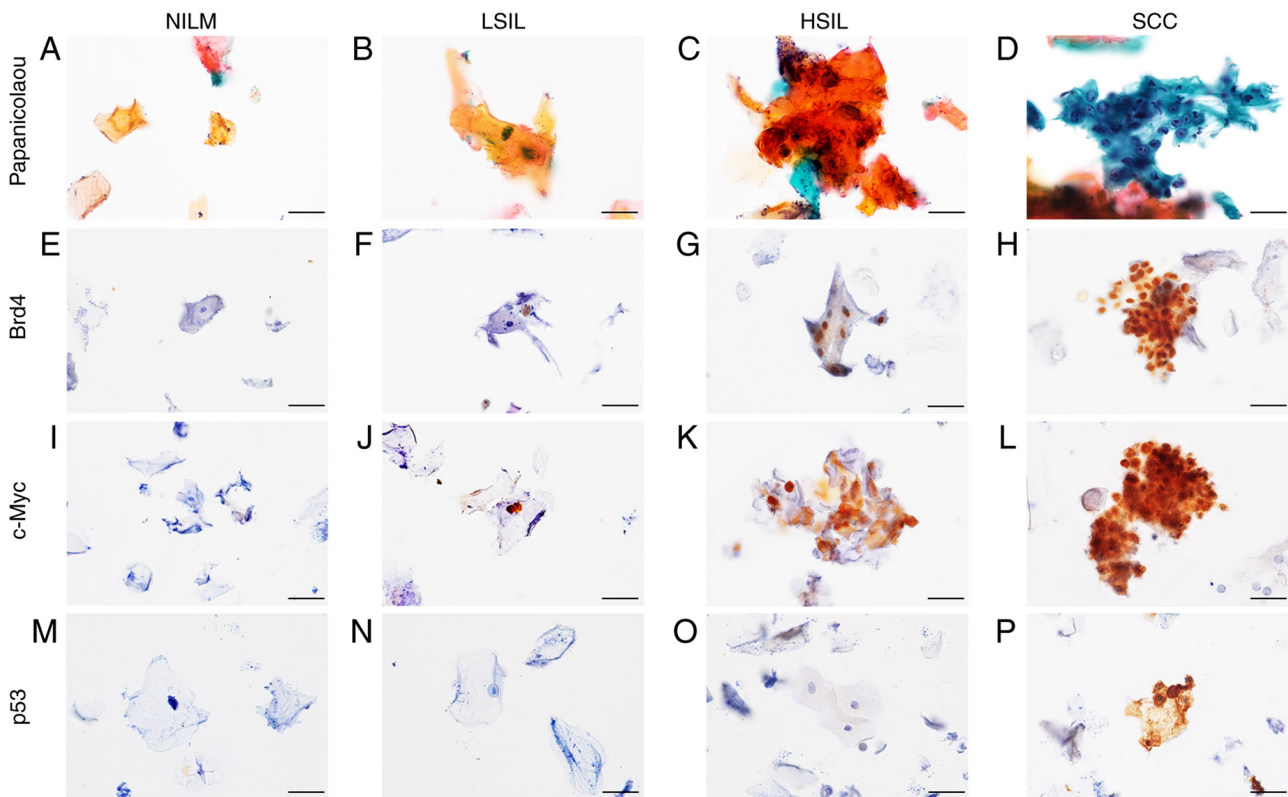 NILM LSIL HSIL SCC
Papanicolaou A B C D
Brd4 E F G H
c-Myc I J K L
p53 M N O P